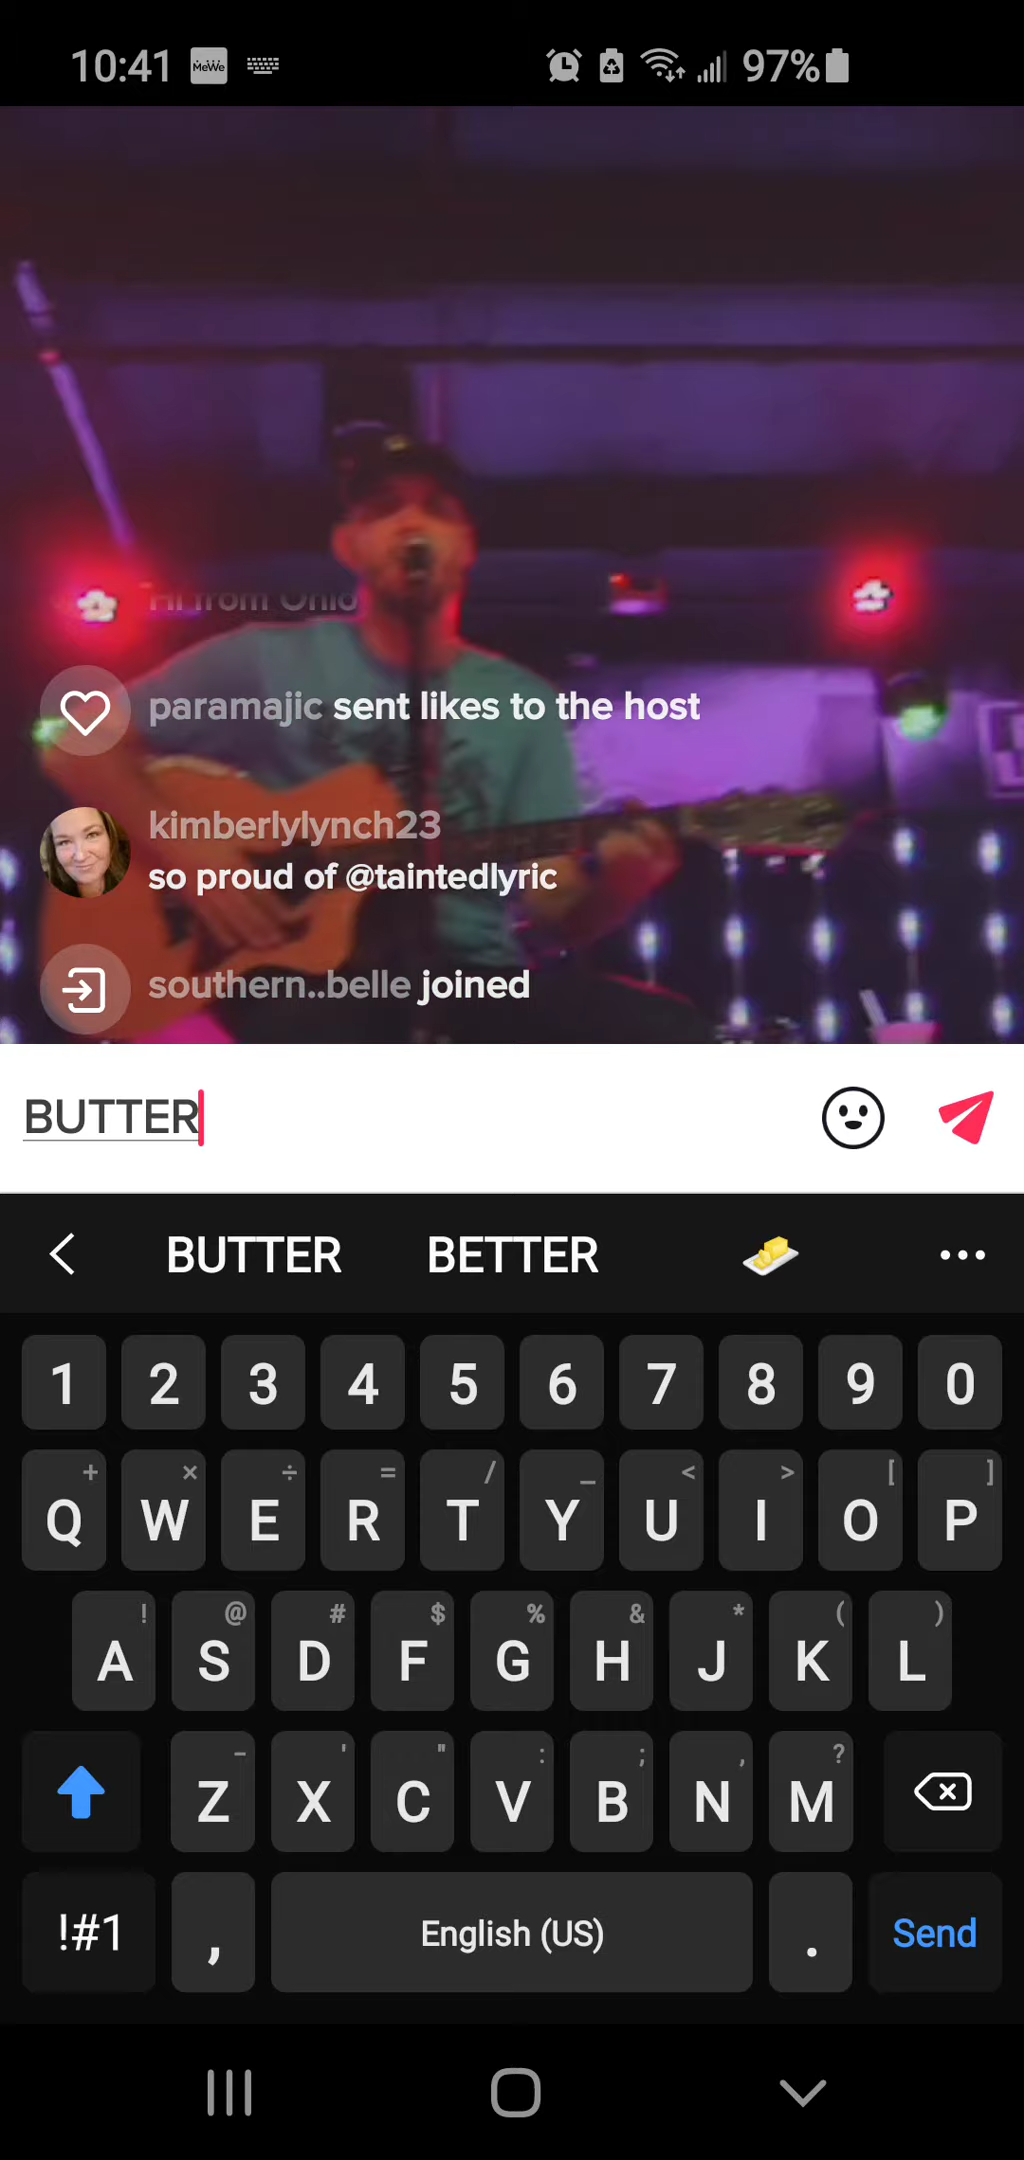 10:41 MeWe 97%
Hi from Ohio
paramajic sent likes to the host
kimberlylynch23
so proud of @taintedlyric
southern..belle joined
BUTTER
BUTTER BETTER
1 2 3 4 5 6 7 8 9 0
+ × ÷ = / _ < > [ ]
Q W E R T Y U I O P
! @ # $ % & * ( )
A S D F G H J K L
- ' " : ; , ?
Z X C V B N M
!#1 , English (US) . Send